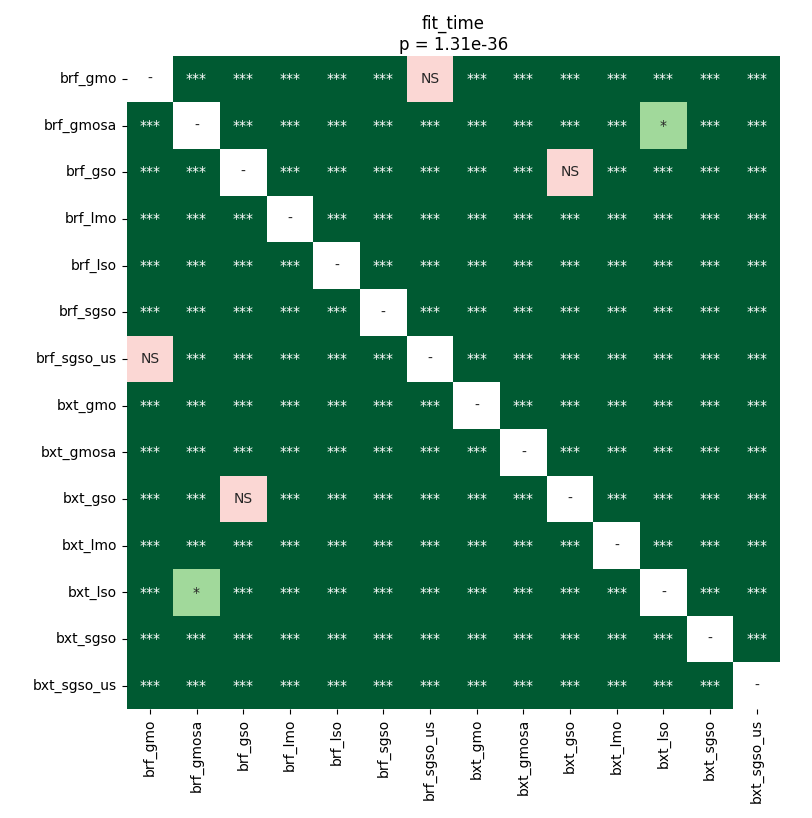 fit_time
p = 1.31e-36
brf_gmo - *** *** *** *** *** NS *** *** *** *** *** *** ***
brf_gmosa *** - *** *** *** *** *** *** *** *** *** * *** ***
brf_gso *** *** - *** *** *** *** *** *** NS *** *** *** ***
brf_lmo *** *** *** - *** *** *** *** *** *** *** *** *** ***
brf_lso *** *** *** *** - *** *** *** *** *** *** *** *** ***
brf_sgso *** *** *** *** *** - *** *** *** *** *** *** *** ***
brf_sgso_us NS *** *** *** *** *** - *** *** *** *** *** *** ***
bxt_gmo *** *** *** *** *** *** *** - *** *** *** *** *** ***
bxt_gmosa *** *** *** *** *** *** *** *** - *** *** *** *** ***
bxt_gso *** *** NS *** *** *** *** *** *** - *** *** *** ***
bxt_lmo *** *** *** *** *** *** *** *** *** *** - *** *** ***
bxt_lso *** * *** *** *** *** *** *** *** *** *** - *** ***
bxt_sgso *** *** *** *** *** *** *** *** *** *** *** *** - ***
bxt_sgso_us *** *** *** *** *** *** *** *** *** *** *** *** *** -
brf_gmo
brf_gmosa
brf_gso
brf_lmo
brf_lso
brf_sgso
brf_sgso_us
bxt_gmo
bxt_gmosa
bxt_gso
bxt_lmo
bxt_lso
bxt_sgso
bxt_sgso_us